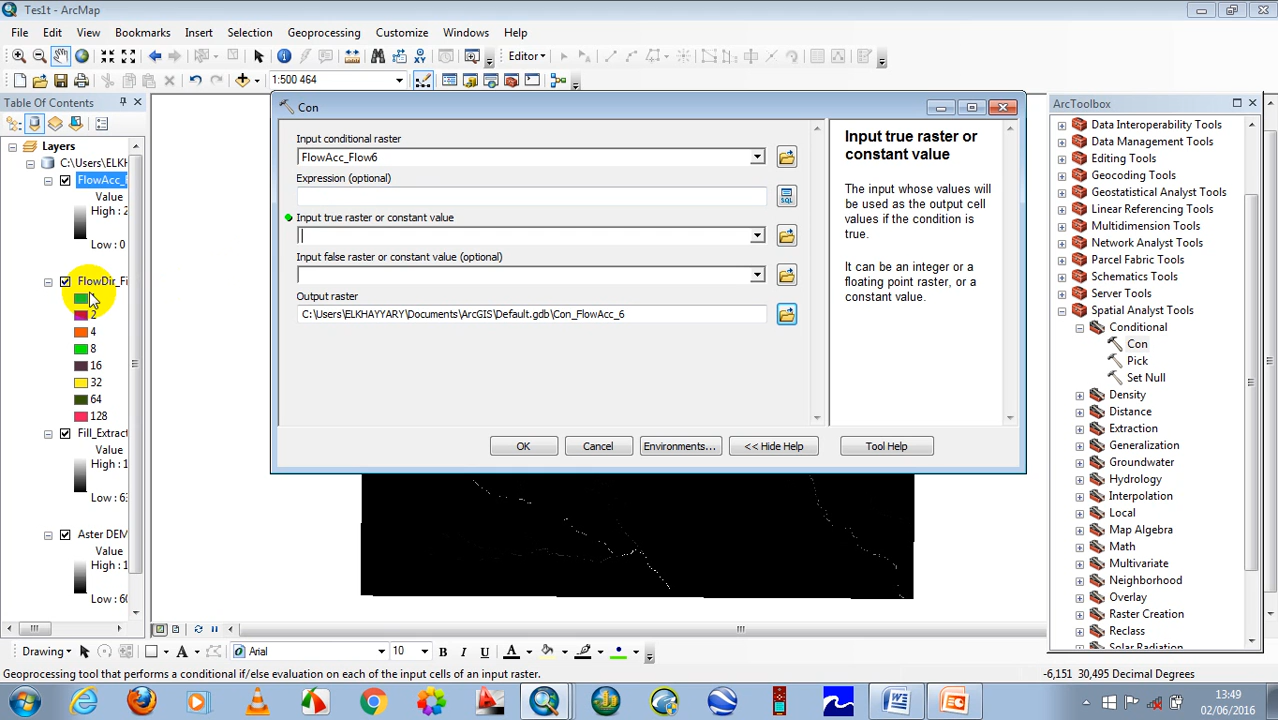 Tes1t - ArcMap
File Edit View Bookmarks Insert Selection Geoprocessing Customize Windows Help
Editor
1:500 464
Table Of Contents
Layers
C:\Users\ELK
FlowAcc_F
Value
High : 2
Low : 0
FlowDir_Fi
2
4
8
16
32
64
128
Fill_Extract
Value
High : 1
Low : 63
Aster DEM
Value
High : 1
Low : 60
Con
Input conditional raster
FlowAcc_Flow6
Expression (optional)
SQL
Input true raster or constant value
Input false raster or constant value (optional)
Output raster
C:\Users\ELKHAYYARY\Documents\ArcGIS\Default.gdb\Con_FlowAcc_6
OK Cancel Environments... << Hide Help Tool Help
Input true raster or
constant value
The input whose values will
be used as the output cell
values if the condition is
true.
It can be an integer or a
floating point raster, or a
constant value.
ArcToolbox
Data Interoperability Tools
Data Management Tools
Editing Tools
Geocoding Tools
Geostatistical Analyst Tools
Linear Referencing Tools
Multidimension Tools
Network Analyst Tools
Parcel Fabric Tools
Schematics Tools
Server Tools
Spatial Analyst Tools
Conditional
Con
Pick
Set Null
Density
Distance
Extraction
Generalization
Groundwater
Hydrology
Interpolation
Local
Map Algebra
Math
Multivariate
Neighborhood
Overlay
Raster Creation
Reclass
Solar Radiation
Drawing Arial 10 B I U A
Geoprocessing tool that performs a conditional if/else evaluation on each of the input cells of an input raster.
-6,151 30,495 Decimal Degrees
13:49
02/06/2016